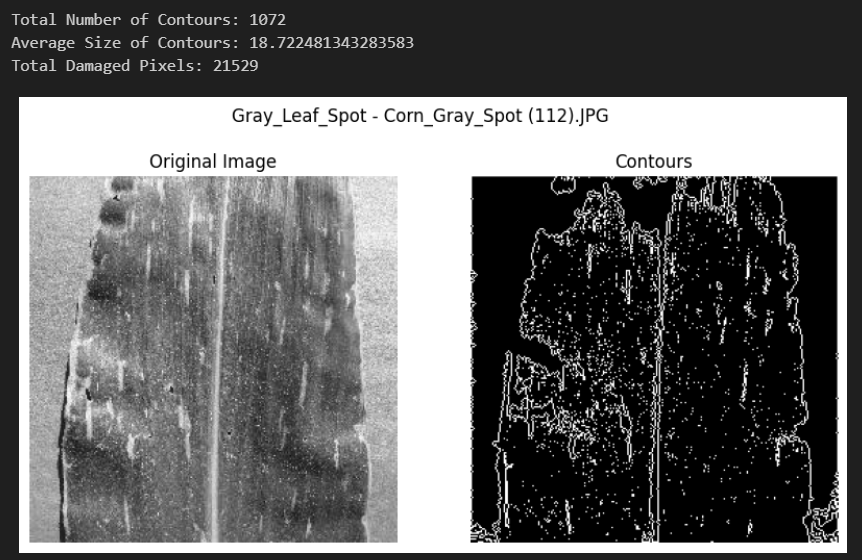 Total Number of Contours: 1072
Average Size of Contours: 18.722481343283583
Total Damaged Pixels: 21529
Gray_Leaf_Spot - Corn_Gray_Spot (112).JPG
Original Image
Contours